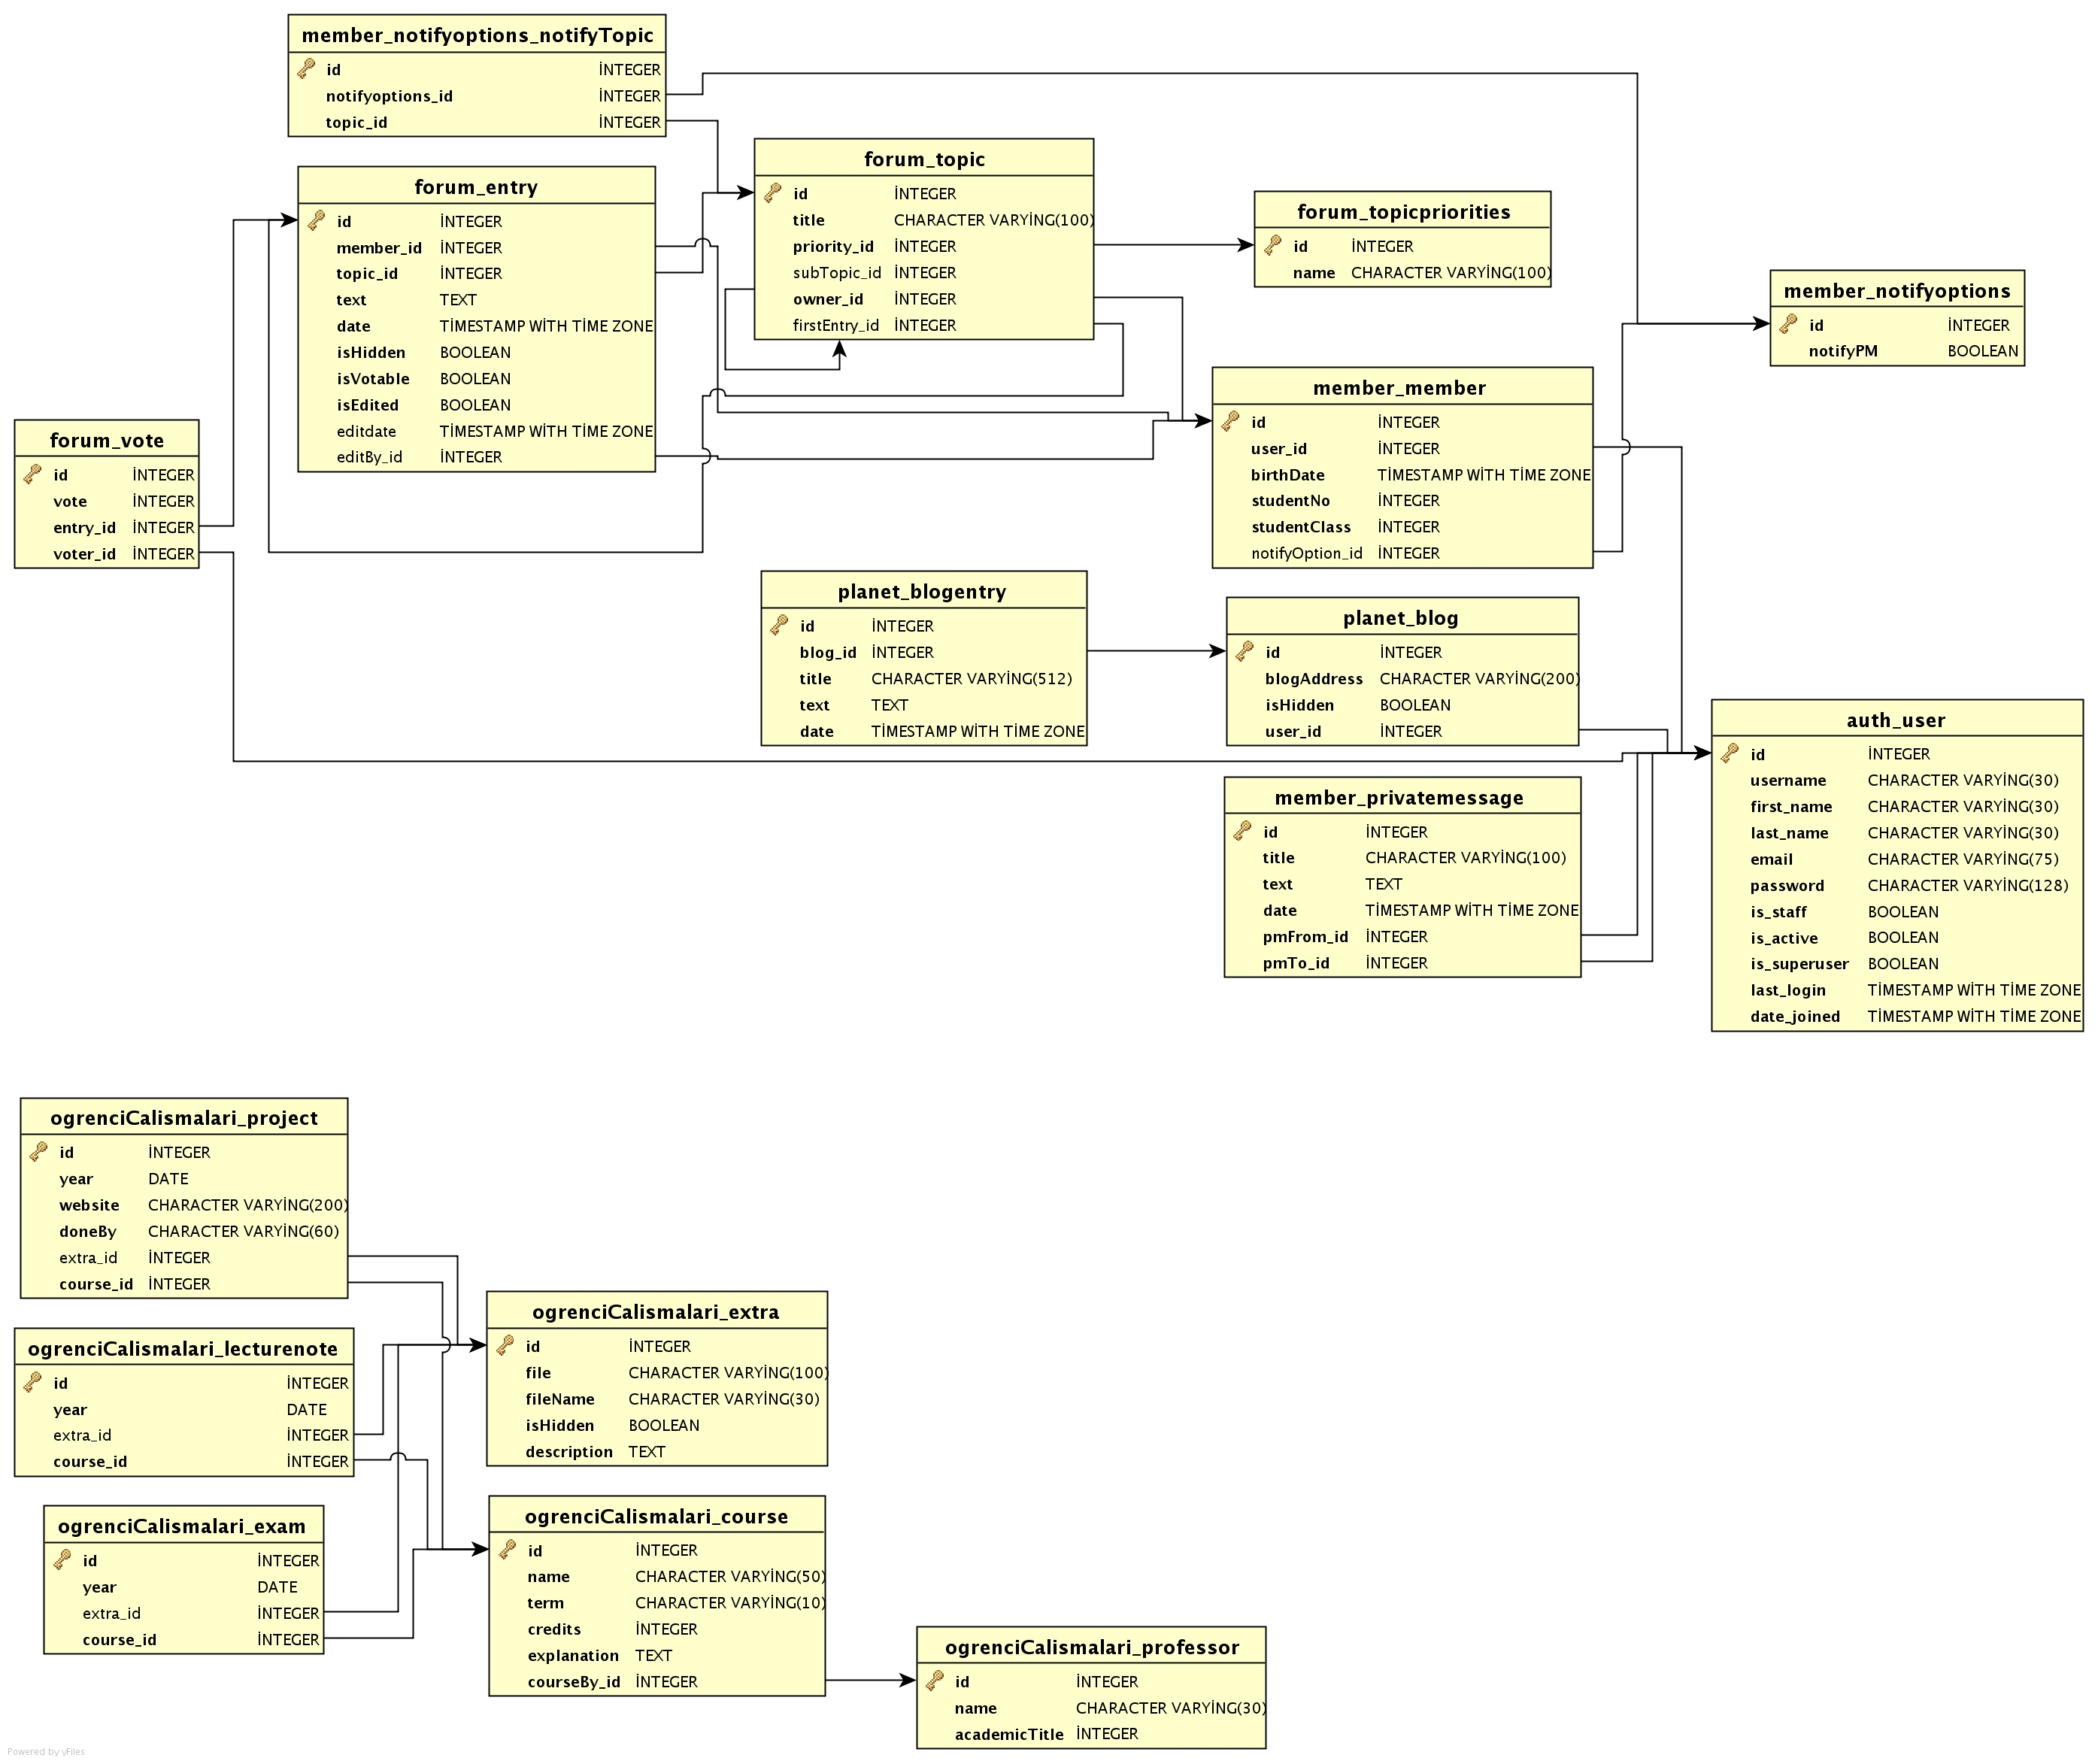 member_notifyoptions_notifyTopic
id İNTEGER
notifyoptions_id İNTEGER
topic_id İNTEGER
forum_entry
id İNTEGER
member_id İNTEGER
topic_id İNTEGER
text TEXT
date TİMESTAMP WİTH TİME ZONE
isHidden BOOLEAN
isVotable BOOLEAN
isEdited BOOLEAN
editdate TİMESTAMP WİTH TİME ZONE
editBy_id İNTEGER
forum_topic
id İNTEGER
title CHARACTER VARYİNG(100)
priority_id İNTEGER
subTopic_id İNTEGER
owner_id İNTEGER
firstEntry_id İNTEGER
forum_topicpriorities
id İNTEGER
name CHARACTER VARYİNG(100)
member_notifyoptions
id İNTEGER
notifyPM BOOLEAN
forum_vote
id İNTEGER
vote İNTEGER
entry_id İNTEGER
voter_id İNTEGER
member_member
id İNTEGER
user_id İNTEGER
birthDate TİMESTAMP WİTH TİME ZONE
studentNo İNTEGER
studentClass İNTEGER
notifyOption_id İNTEGER
planet_blogentry
id İNTEGER
blog_id İNTEGER
title CHARACTER VARYİNG(512)
text TEXT
date TİMESTAMP WİTH TİME ZONE
planet_blog
id İNTEGER
blogAddress CHARACTER VARYİNG(200)
isHidden BOOLEAN
user_id İNTEGER
auth_user
id İNTEGER
username CHARACTER VARYİNG(30)
first_name CHARACTER VARYİNG(30)
last_name CHARACTER VARYİNG(30)
email CHARACTER VARYİNG(75)
password CHARACTER VARYİNG(128)
is_staff BOOLEAN
is_active BOOLEAN
is_superuser BOOLEAN
last_login TİMESTAMP WİTH TİME ZONE
date_joined TİMESTAMP WİTH TİME ZONE
member_privatemessage
id İNTEGER
title CHARACTER VARYİNG(100)
text TEXT
date TİMESTAMP WİTH TİME ZONE
pmFrom_id İNTEGER
pmTo_id İNTEGER
ogrenciCalismalari_project
id İNTEGER
year DATE
website CHARACTER VARYİNG(200)
doneBy CHARACTER VARYİNG(60)
extra_id İNTEGER
course_id İNTEGER
ogrenciCalismalari_lecturenote
id İNTEGER
year DATE
extra_id İNTEGER
course_id İNTEGER
ogrenciCalismalari_exam
id İNTEGER
year DATE
extra_id İNTEGER
course_id İNTEGER
ogrenciCalismalari_extra
id İNTEGER
file CHARACTER VARYİNG(100)
fileName CHARACTER VARYİNG(30)
isHidden BOOLEAN
description TEXT
ogrenciCalismalari_course
id İNTEGER
name CHARACTER VARYİNG(50)
term CHARACTER VARYİNG(10)
credits İNTEGER
explanation TEXT
courseBy_id İNTEGER
ogrenciCalismalari_professor
id İNTEGER
name CHARACTER VARYİNG(30)
academicTitle İNTEGER
Powered by yFiles